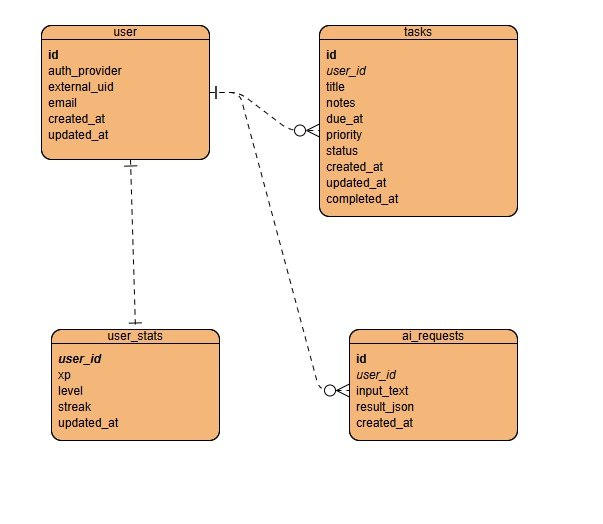 user
id
auth_provider
external_uid
email
created_at
updated_at
tasks
id
user_id
title
notes
due_at
priority
status
created_at
updated_at
completed_at
user_stats
user_id
xp
level
streak
updated_at
ai_requests
id
user_id
input_text
result_json
created_at